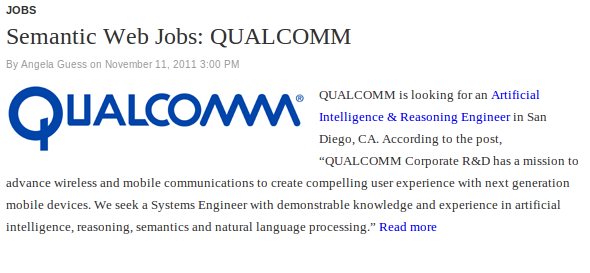 JOBS
Semantic Web Jobs: QUALCOMM
By Angela Guess on November 11, 2011 3:00 PM
QUALCOMM®
QUALCOMM is looking for an Artificial
Intelligence & Reasoning Engineer in San
Diego, CA. According to the post,
“QUALCOMM Corporate R&D has a mission to
advance wireless and mobile communications to create compelling user experience with next generation
mobile devices. We seek a Systems Engineer with demonstrable knowledge and experience in artificial
intelligence, reasoning, semantics and natural language processing.” Read more